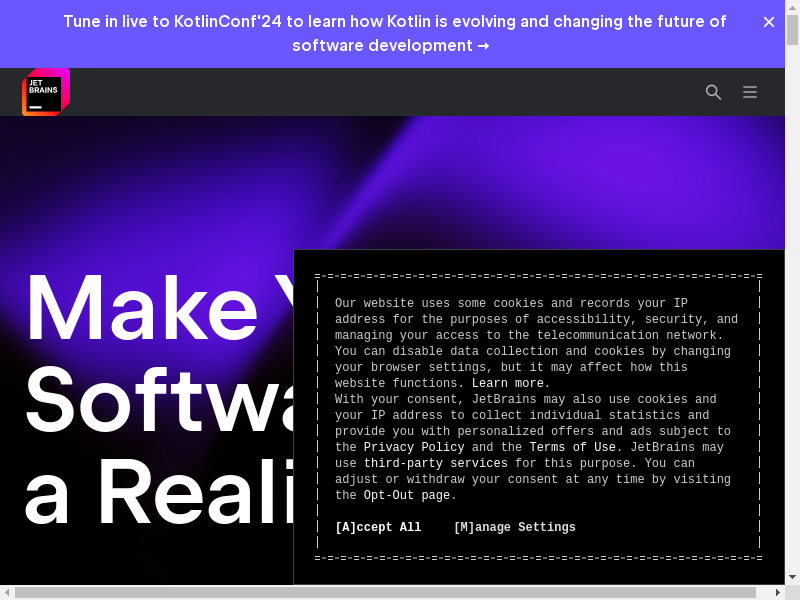 Tune in live to KotlinConf'24 to learn how Kotlin is evolving and changing the future of
software development →
JET
BRAINS
Make
Softwa
a Reali
Our website uses some cookies and records your IP
address for the purposes of accessibility, security, and
managing your access to the telecommunication network.
You can disable data collection and cookies by changing
your browser settings, but it may affect how this
website functions. Learn more.
With your consent, JetBrains may also use cookies and
your IP address to collect individual statistics and
provide you with personalized offers and ads subject to
the Privacy Policy and the Terms of Use. JetBrains may
use third-party services for this purpose. You can
adjust or withdraw your consent at any time by visiting
the Opt-Out page.
[A]ccept All [M]anage Settings